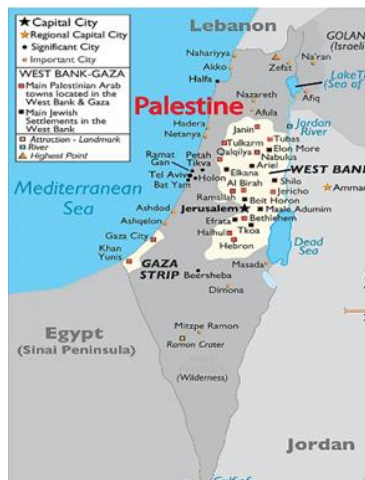 Capital City
Regional Capital City
Significant City
Important City
WEST BANK-GAZA
Main Palestinian Arab
towns located in the
West Bank & Gaza
Main Jewish
Settlements in the
West Bank
Attraction - Landmark
River
Highest Point
Lebanon
GOLAN
(Israeli
Nahariyya
Akko
Haifa
Zefat
Na'ran
Lake
(Sea of
Afiq
Nazareth
Afula
Palestine
Hadera
Netanya
Jordan
River
Janin
Tubas
Tulkarm
Elon More
Qalqilya
Nabulus
Ramat
Gan
Petah
Tikva
Elkana
Ariel
WEST BANK
Tel Aviv
Holon
Bat Yam
Shilo
Al Birah
Jericho
Ramallah
Beit Horon
Amma
Mediterranean
Sea
Jerusalem
Maale Adumim
Ashdod
Ashqelon
Efrata
Bethlehem
Tkoa
Halhul
Hebron
Dead
Sea
Gaza City
Khan
Yunis
GAZA
STRIP
Beersheba
Masada
Dimona
Egypt
(Sinai Peninsula)
Mitzpe Ramon
Ramon Crater
(Wilderness)
Jordan